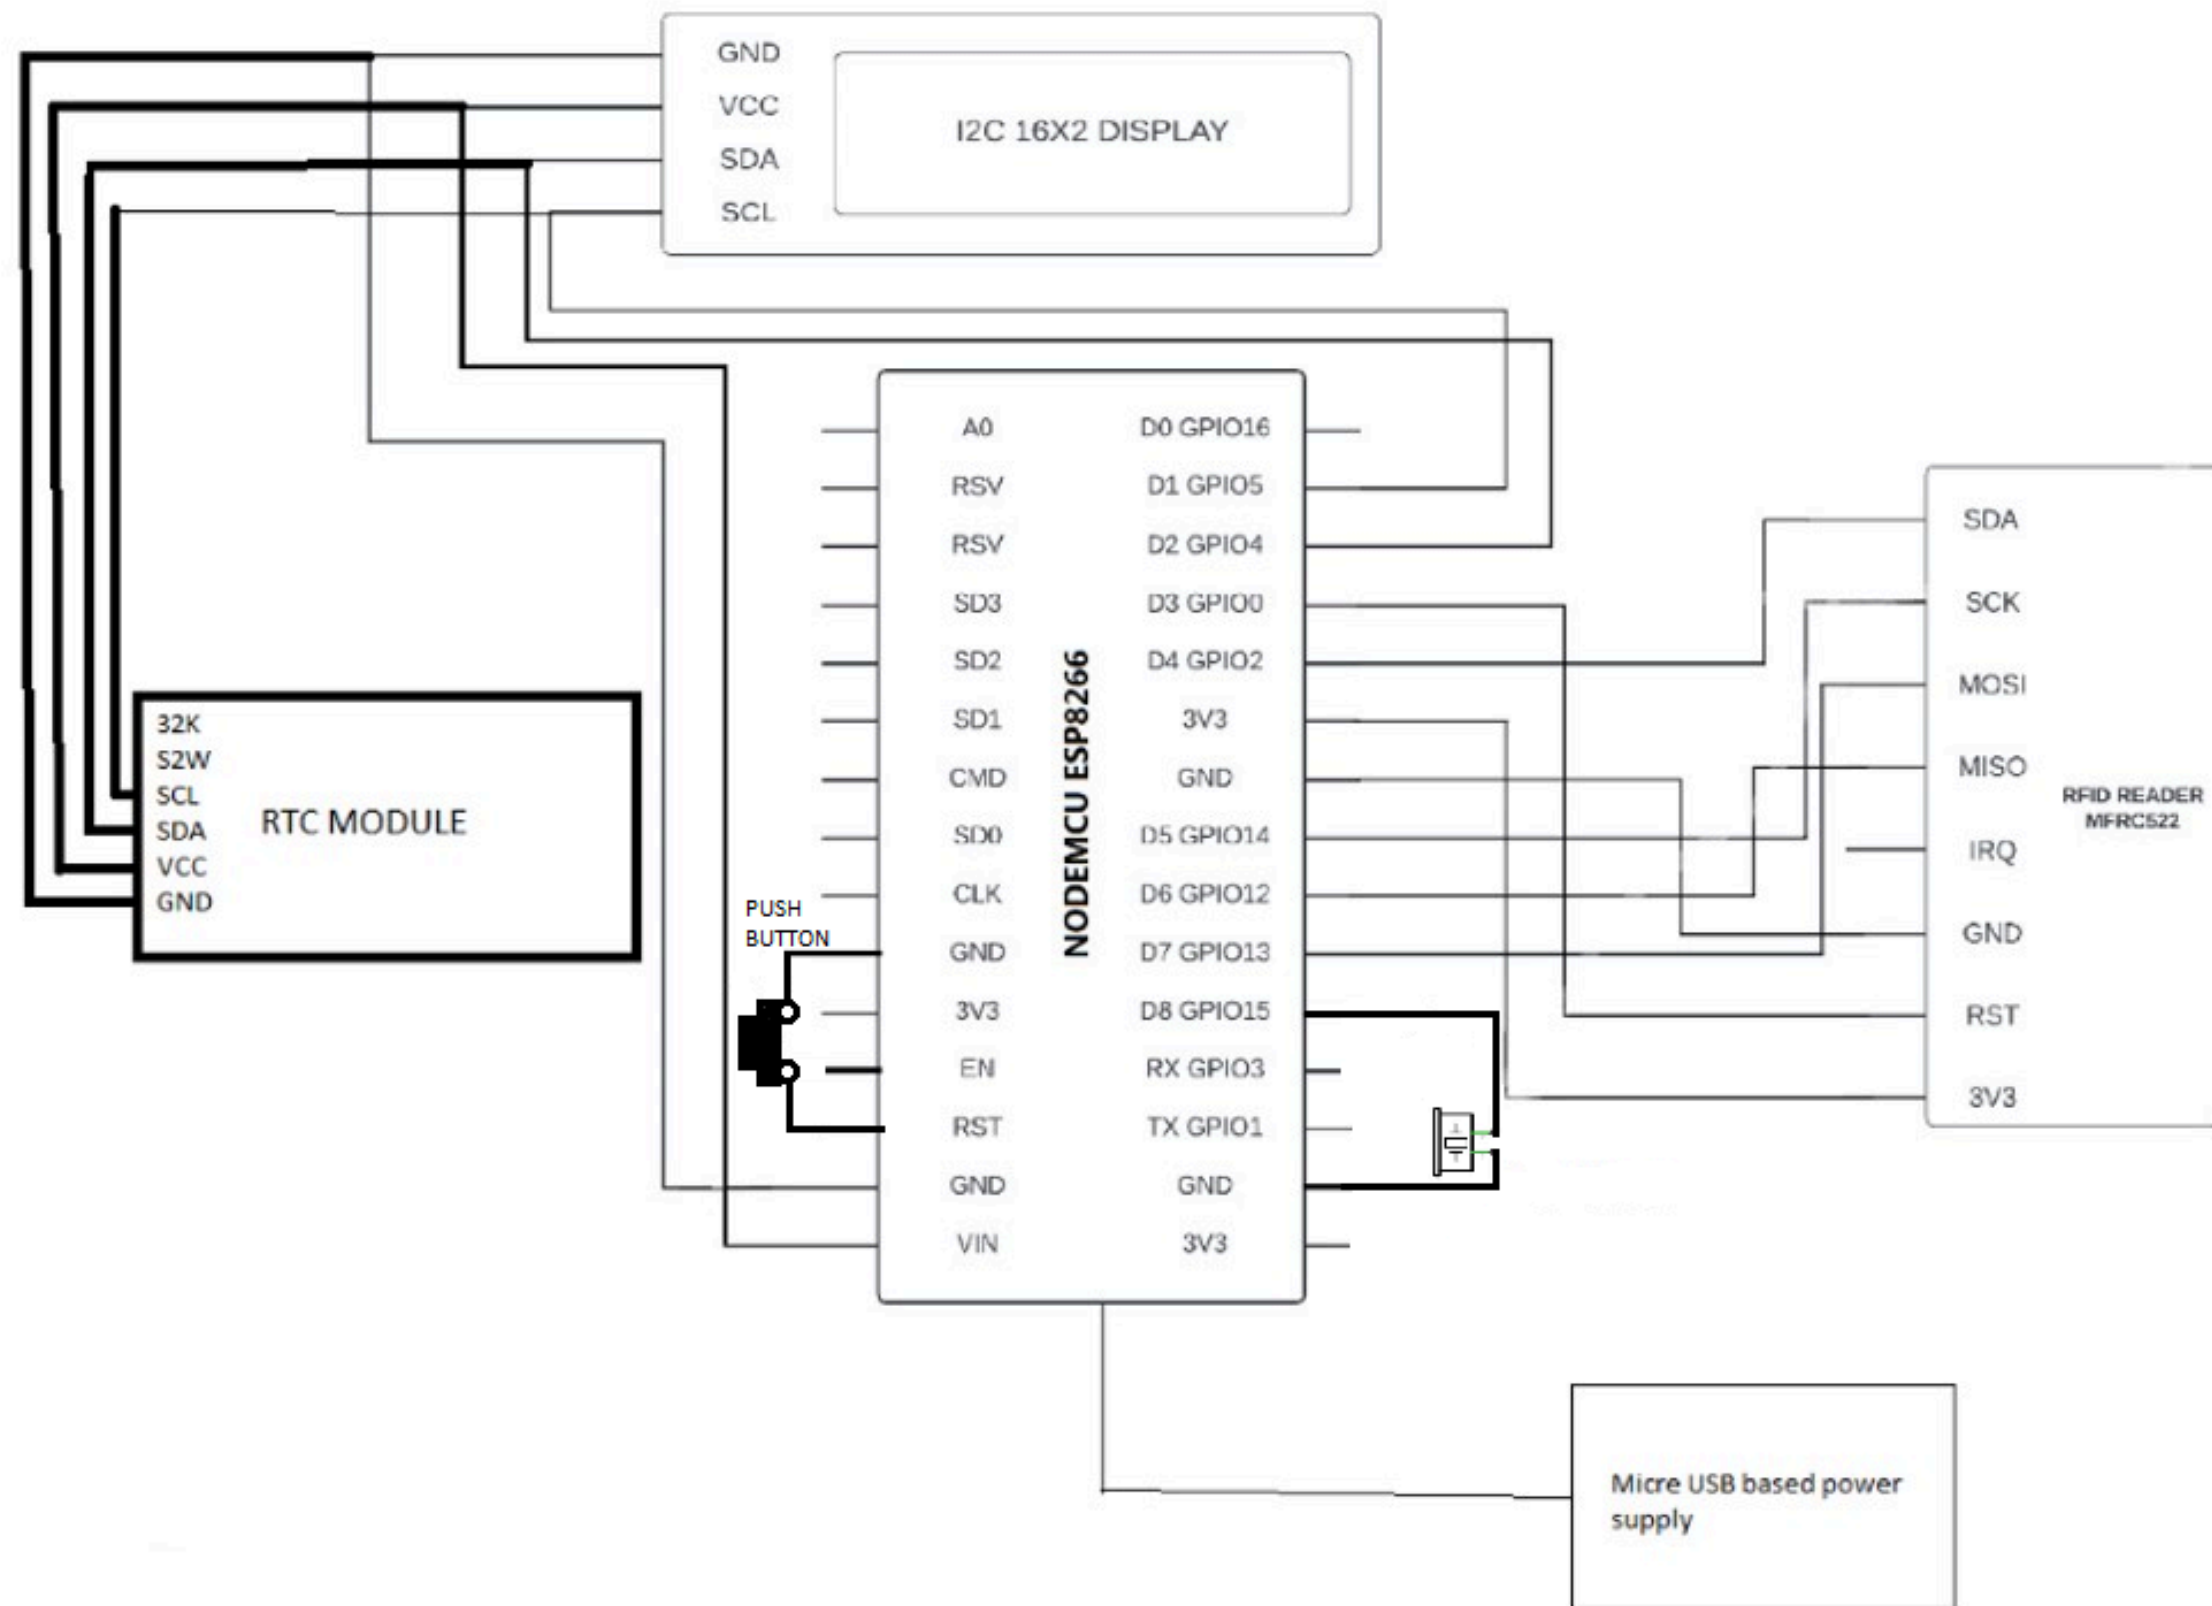 GND
VCC
SDA
SCL
I2C 16X2 DISPLAY
32K
S2W
SCL
SDA
VCC
GND
RTC MODULE
PUSH
BUTTON
A0
RSV
RSV
SD3
SD2
SD1
CMD
SD0
CLK
GND
3V3
EN
RST
GND
VIN
NODEMCU ESP8266
D0 GPIO16
D1 GPIO5
D2 GPIO4
D3 GPIO0
D4 GPIO2
3V3
GND
D5 GPIO14
D6 GPIO12
D7 GPIO13
D8 GPIO15
RX GPIO3
TX GPIO1
GND
3V3
SDA
SCK
MOSI
MISO
IRQ
GND
RST
3V3
RFID READER
MFRC522
Micre USB based power
supply